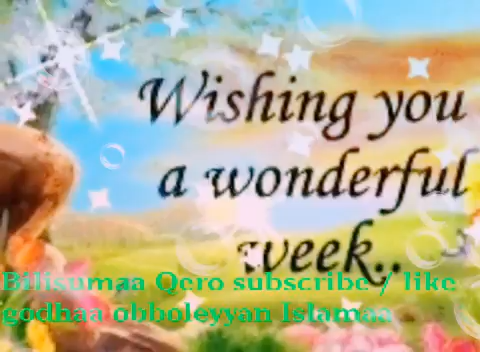 Wishing you
a wonderful
week..
Bilisumaa Qero subscribe / like
godhaa obboleyyan Islamaa